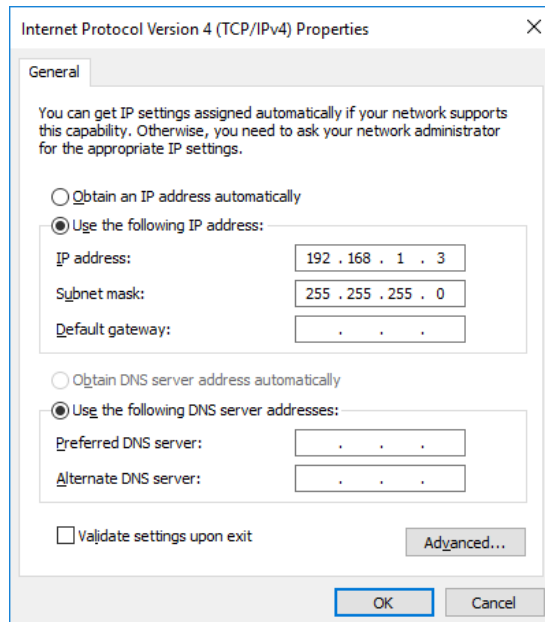 Internet Protocol Version 4 (TCP/IPv4) Properties
General
You can get IP settings assigned automatically if your network supports
this capability. Otherwise, you need to ask your network administrator
for the appropriate IP settings.
Obtain an IP address automatically
Use the following IP address:
IP address: 192 . 168 . 1 . 3
Subnet mask: 255 . 255 . 255 . 0
Default gateway: . . .
Obtain DNS server address automatically
Use the following DNS server addresses:
Preferred DNS server: . . .
Alternate DNS server: . . .
Validate settings upon exit
Advanced...
OK Cancel